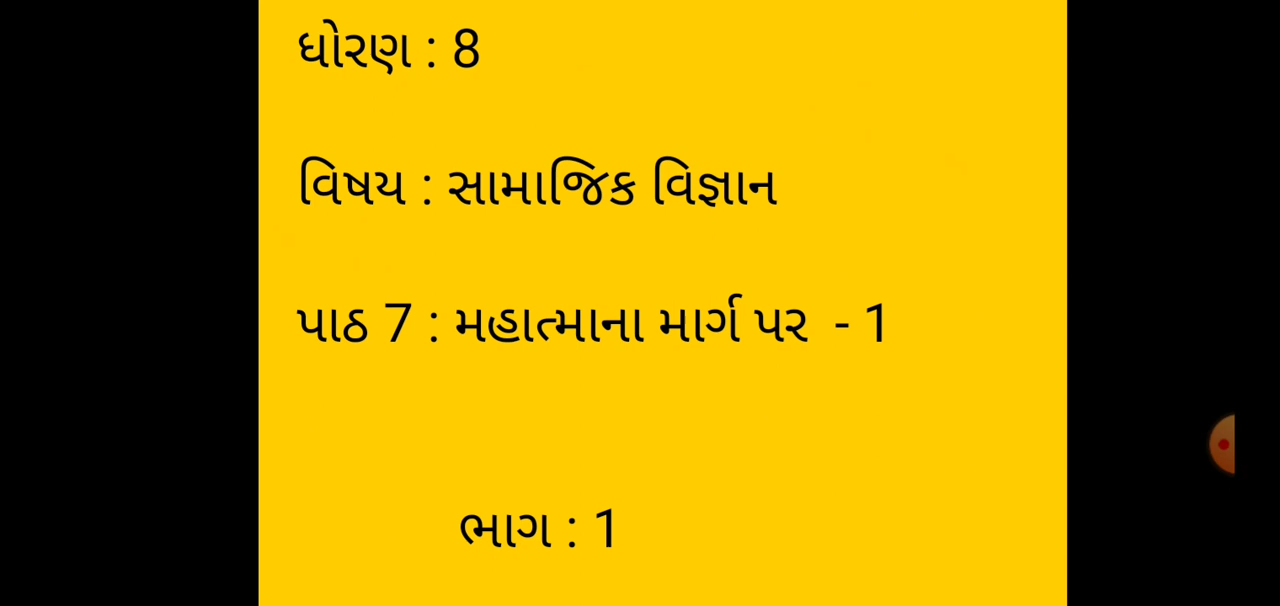 ધોરણ : 8
વિષય : સામાજિક વિજ્ઞાન
પાઠ 7 : મહાત્માના માર્ગ પર - 1
ભાગ : 1